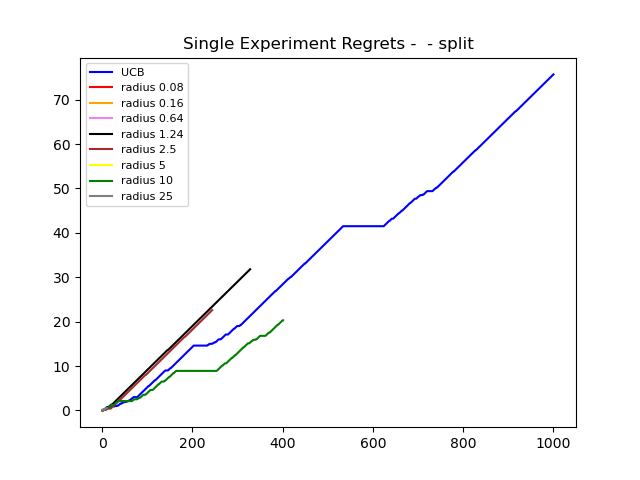 Single Experiment Regrets -  - split
UCB
radius 0.08
radius 0.16
radius 0.64
radius 1.24
radius 2.5
radius 5
radius 10
radius 25
70
60
50
40
30
20
10
0
0 200 400 600 800 1000